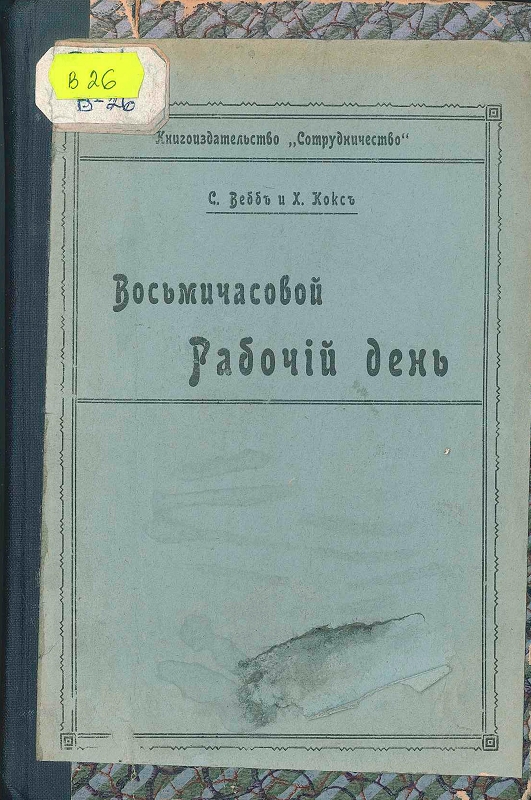 В 26
В-26
Книгоиздательство „Сотрудничество“
С. Веббъ и Х. Коксъ
Восьмичасовой
Рабочій день